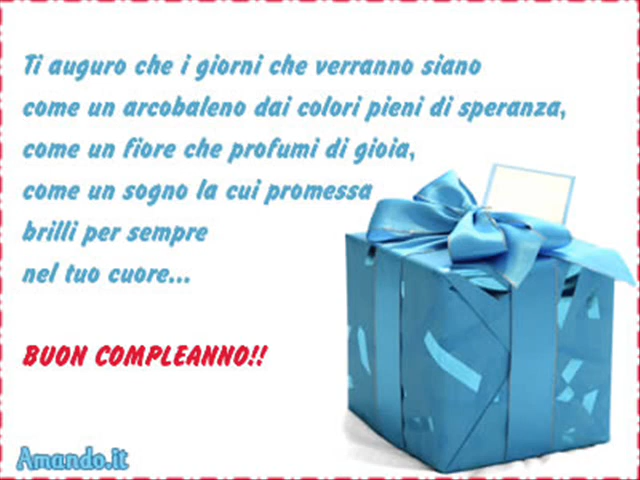 Ti auguro che i giorni che verranno siano
come un arcobaleno dai colori pieni di speranza,
come un fiore che profumi di gioia,
come un sogno la cui promessa
brilli per sempre
nel tuo cuore...
BUON COMPLEANNO!!
Amando.it